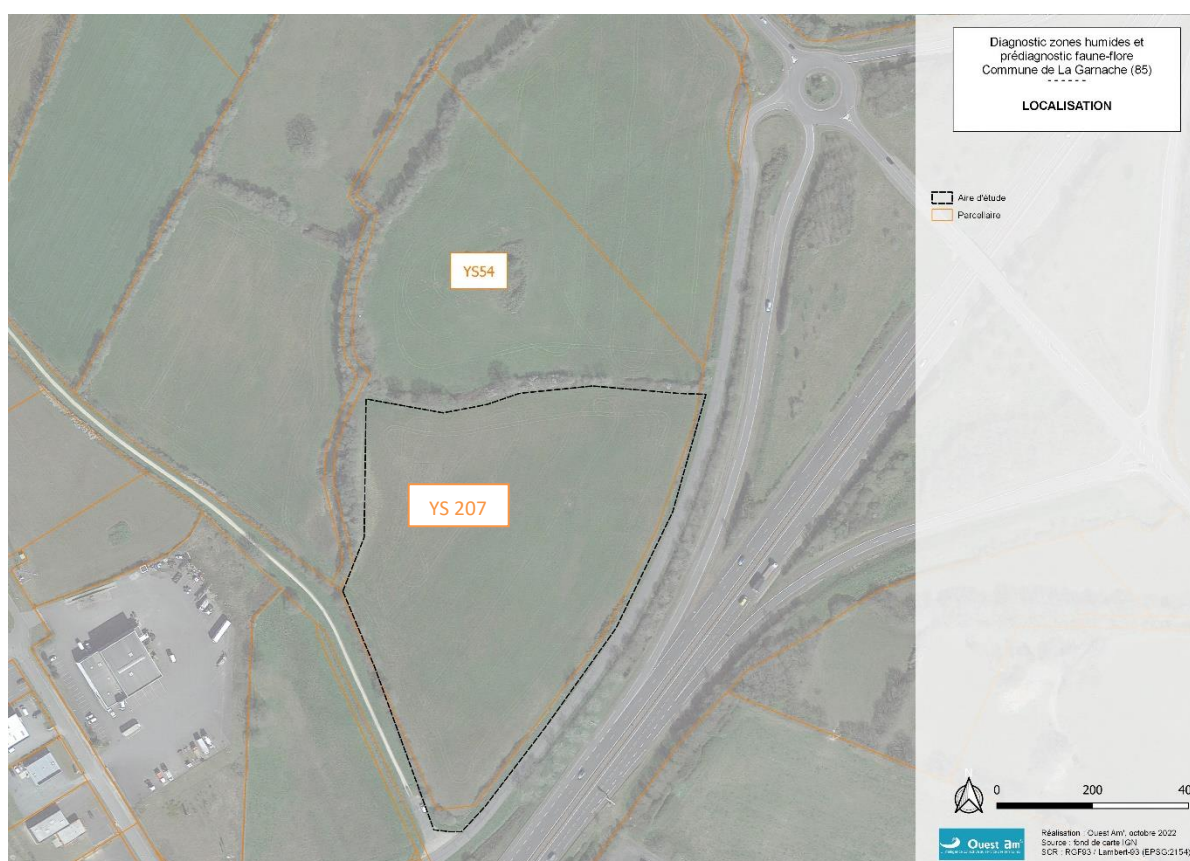 Diagnostic zones humides et
prédiagnostic faune-flore
Commune de La Garnache (85)
LOCALISATION
Aire d'étude
Parcellaire
YS54
YS 207
0 200 40
Ouest am'
Réalisation : Ouest Am', octobre 2022
Source : fond de carte IGN
SCR : RGF93 / Lambert-93 (EPSG:2154)